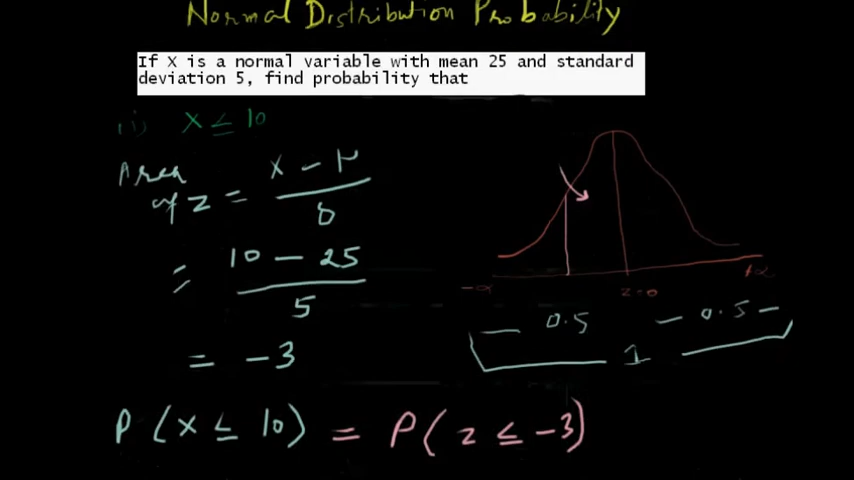 Normal Distribution Probability
If X is a normal variable with mean 25 and standard
deviation 5, find probability that
(i) X ≤ 10
Area
of z = X - μ
σ
= 10 - 25
5
= -3
-∝ z=0 +∝
0.5 - 0.5 -
1
P (X ≤ 10) = P(z ≤ -3)